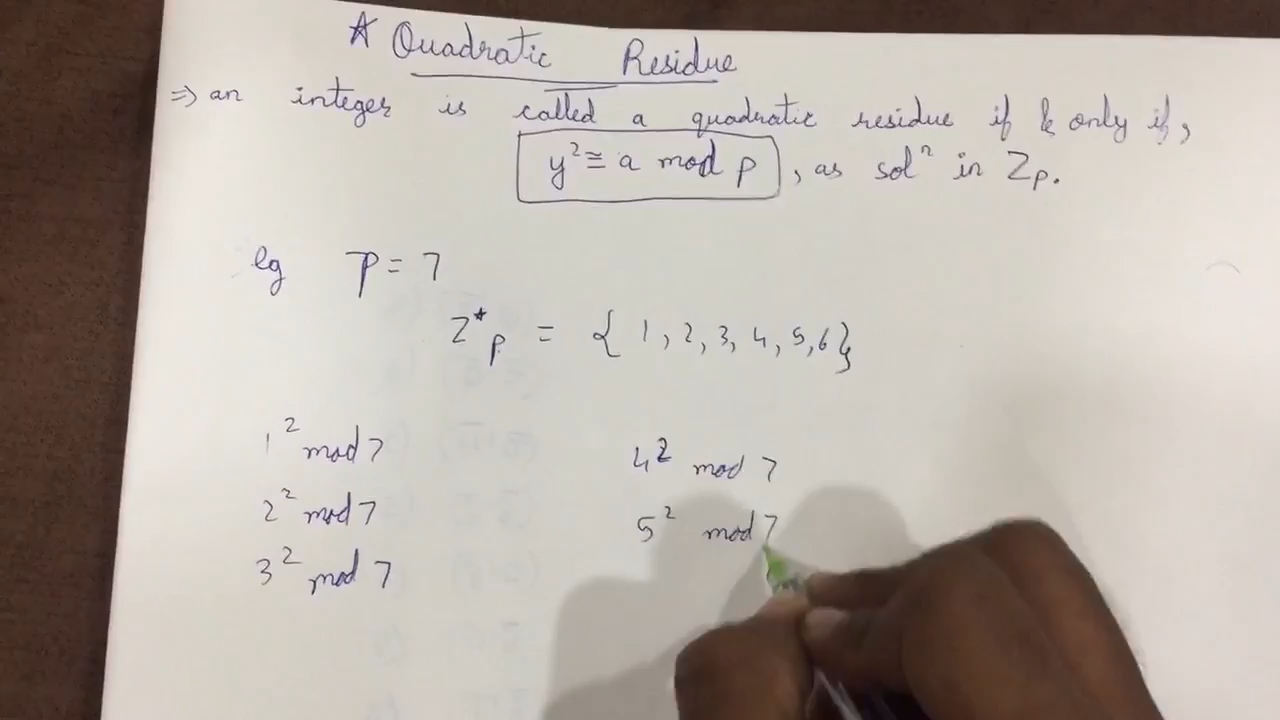 ☆ Quadratic Residue
⇒ an integer is called a quadratic residue if & only if,
y² ≅ a mod p, as solⁿ in Zp.
eg p = 7
Z*p = { 1, 2, 3, 4, 5, 6}
1² mod 7
2² mod 7
3² mod 7
4² mod 7
5² mod 7